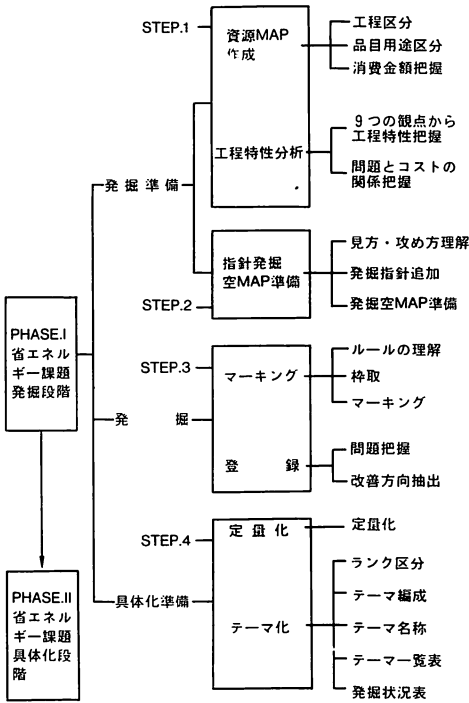 STEP.1
資源MAP
作成
工程区分
品目用途区分
消費金額把握
工程特性分析
9つの観点から
工程特性把握
問題とコストの
関係把握
発掘準備
指針発掘
空MAP準備
STEP.2
見方・攻め方理解
発掘指針追加
発掘空MAP準備
PHASE.I
省エネル
ギー課題
発掘段階
STEP.3
マーキング
ルールの理解
枠取
マーキング
発掘
登録
問題把握
改善方向抽出
STEP.4
定量化
定量化
具体化準備
テーマ化
ランク区分
テーマ編成
テーマ名称
テーマ一覧表
発掘状況表
PHASE.II
省エネル
ギー課題
具体化段
階